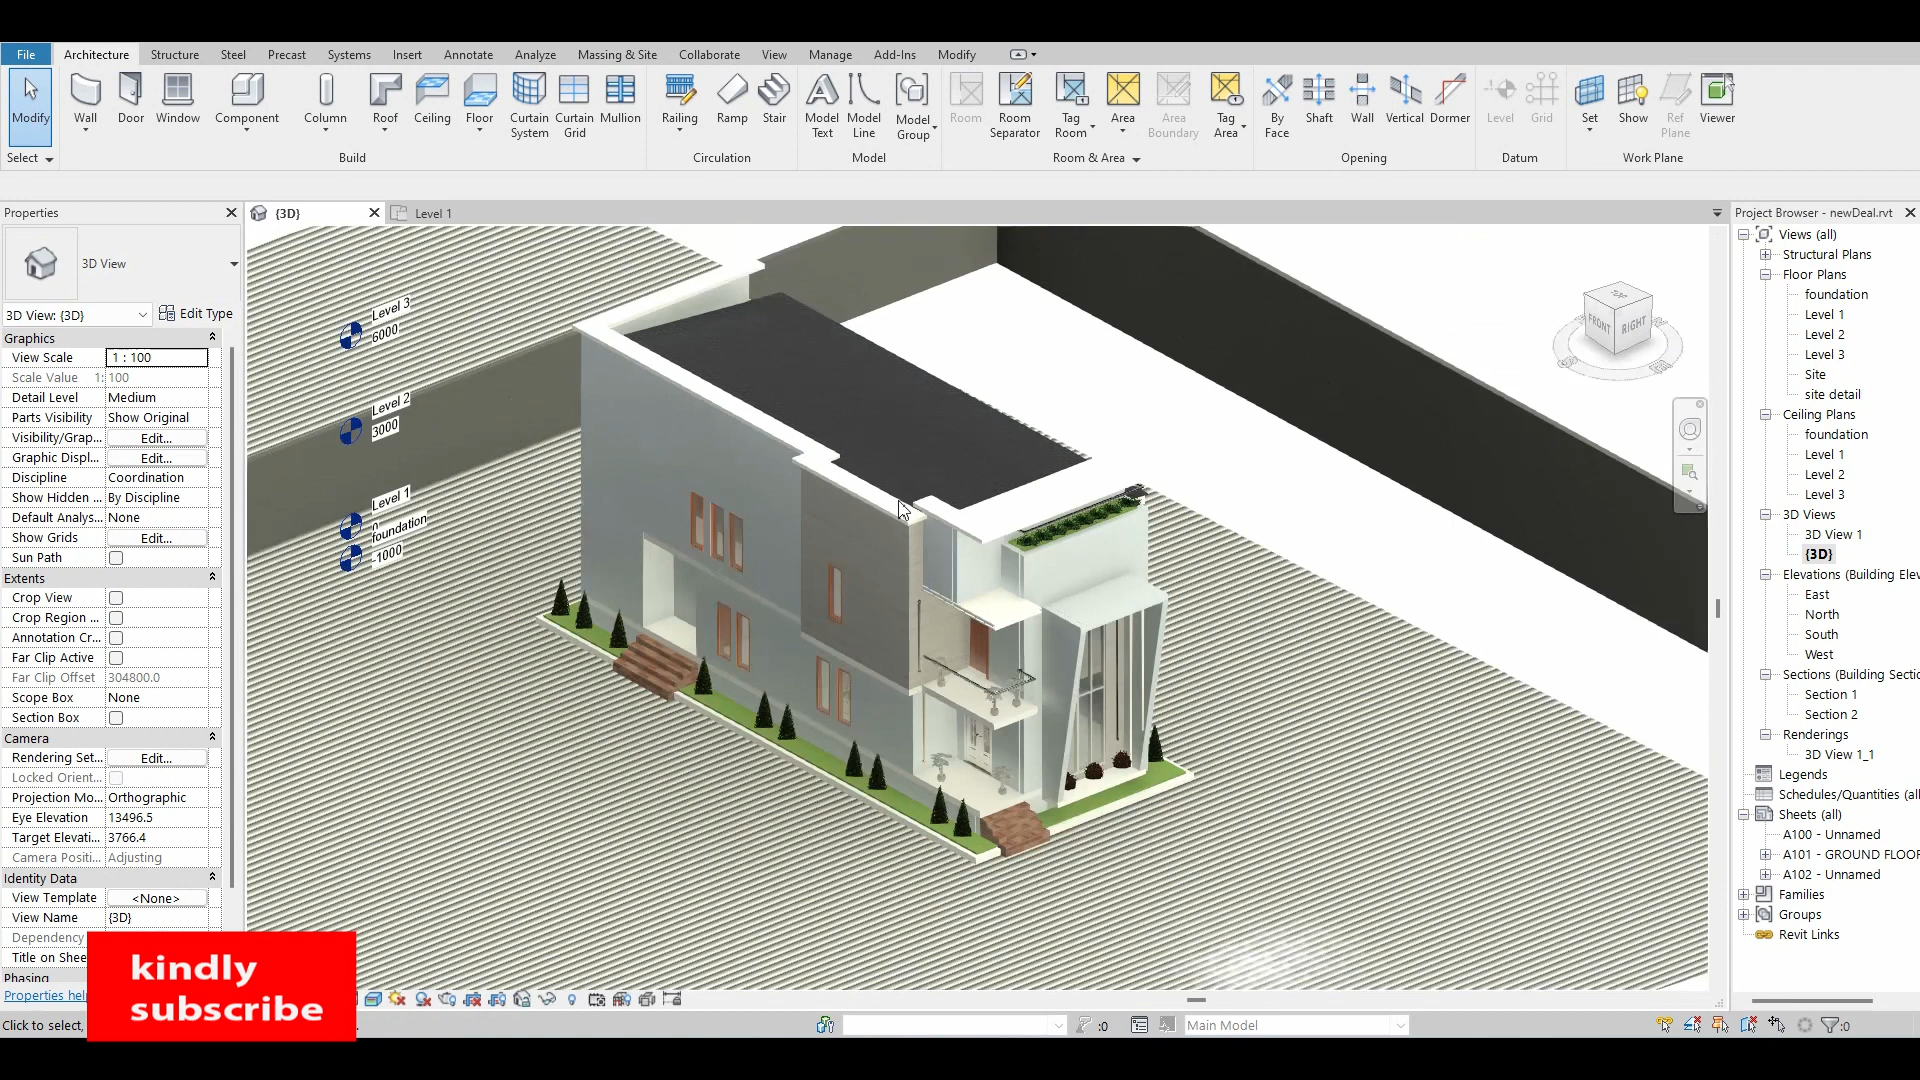 File Architecture Structure Steel Precast Systems Insert Annotate Analyze Massing & Site Collaborate View Manage Add-Ins Modify
Modify Wall Door Window Component Column Roof Ceiling Floor Curtain System Curtain Grid Mullion Railing Ramp Stair Model Text Model Line Model Group Room Room Separator Tag Room Area Area Boundary Tag Area By Face Shaft Wall Vertical Dormer Level Grid Set Show Ref Plane Viewer
Select Build Circulation Model Room & Area Opening Datum Work Plane
Properties
{3D}
Level 1
3D View
3D View: {3D} Edit Type
Graphics
View Scale 1 : 100
Scale Value 1: 100
Detail Level Medium
Parts Visibility Show Original
Visibility/Grap... Edit...
Graphic Displ... Edit...
Discipline Coordination
Show Hidden ... By Discipline
Default Analys... None
Show Grids Edit...
Sun Path
Extents
Crop View
Crop Region ...
Annotation Cr...
Far Clip Active
Far Clip Offset 304800.0
Scope Box None
Section Box
Camera
Rendering Set... Edit...
Locked Orient...
Projection Mo... Orthographic
Eye Elevation 13496.5
Target Elevati... 3766.4
Camera Positi... Adjusting
Identity Data
View Template <None>
View Name {3D}
Dependency
Title on Shee
Phasing
Properties help
Click to select,
kindly
subscribe
Level 3
6000
Level 2
3000
Level 1
0
foundation
-1000
TOP
FRONT RIGHT
:0
Main Model
:0
Project Browser - newDeal.rvt
Views (all)
Structural Plans
Floor Plans
foundation
Level 1
Level 2
Level 3
Site
site detail
Ceiling Plans
foundation
Level 1
Level 2
Level 3
3D Views
3D View 1
{3D}
Elevations (Building Elev
East
North
South
West
Sections (Building Sectio
Section 1
Section 2
Renderings
3D View 1_1
Legends
Schedules/Quantities (all
Sheets (all)
A100 - Unnamed
A101 - GROUND FLOOR
A102 - Unnamed
Families
Groups
Revit Links